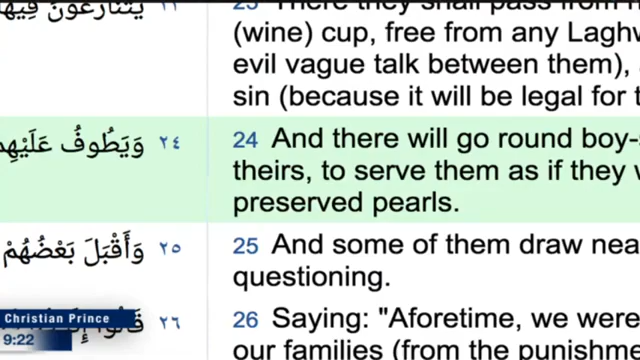 يَتَنَازَعُونَ فِيهَا ٢٣ 23 There they shall pass from
(wine) cup, free from any Laghw
evil vague talk between them),
sin (because it will be legal for
وَيَطُوفُ عَلَيْهِمْ ٢٤ 24 And there will go round boy-
theirs, to serve them as if they
preserved pearls.
وَأَقْبَلَ بَعْضُهُمْ ٢٥ 25 And some of them draw
questioning.
٢٦ 26 Saying: "Aforetime, we were
our families (from the
Christian Prince
9:22